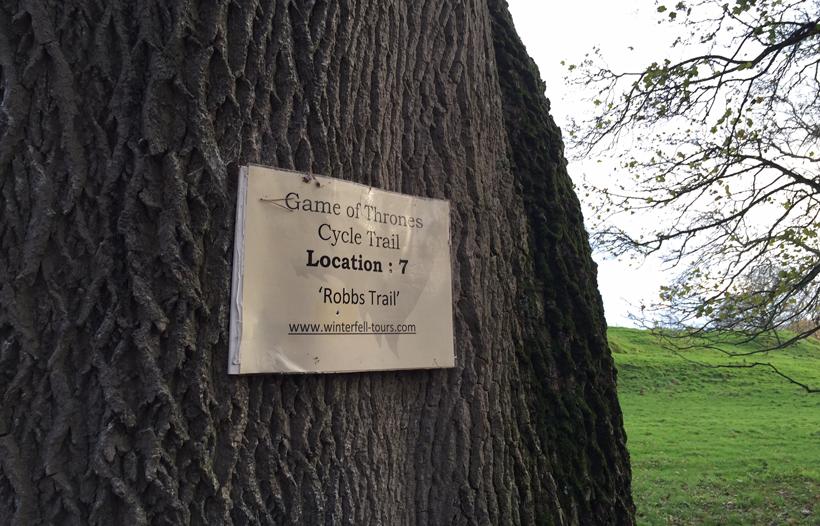 Game of Thrones
Cycle Trail
Location : 7
‘Robbs Trail’
www.winterfell-tours.com